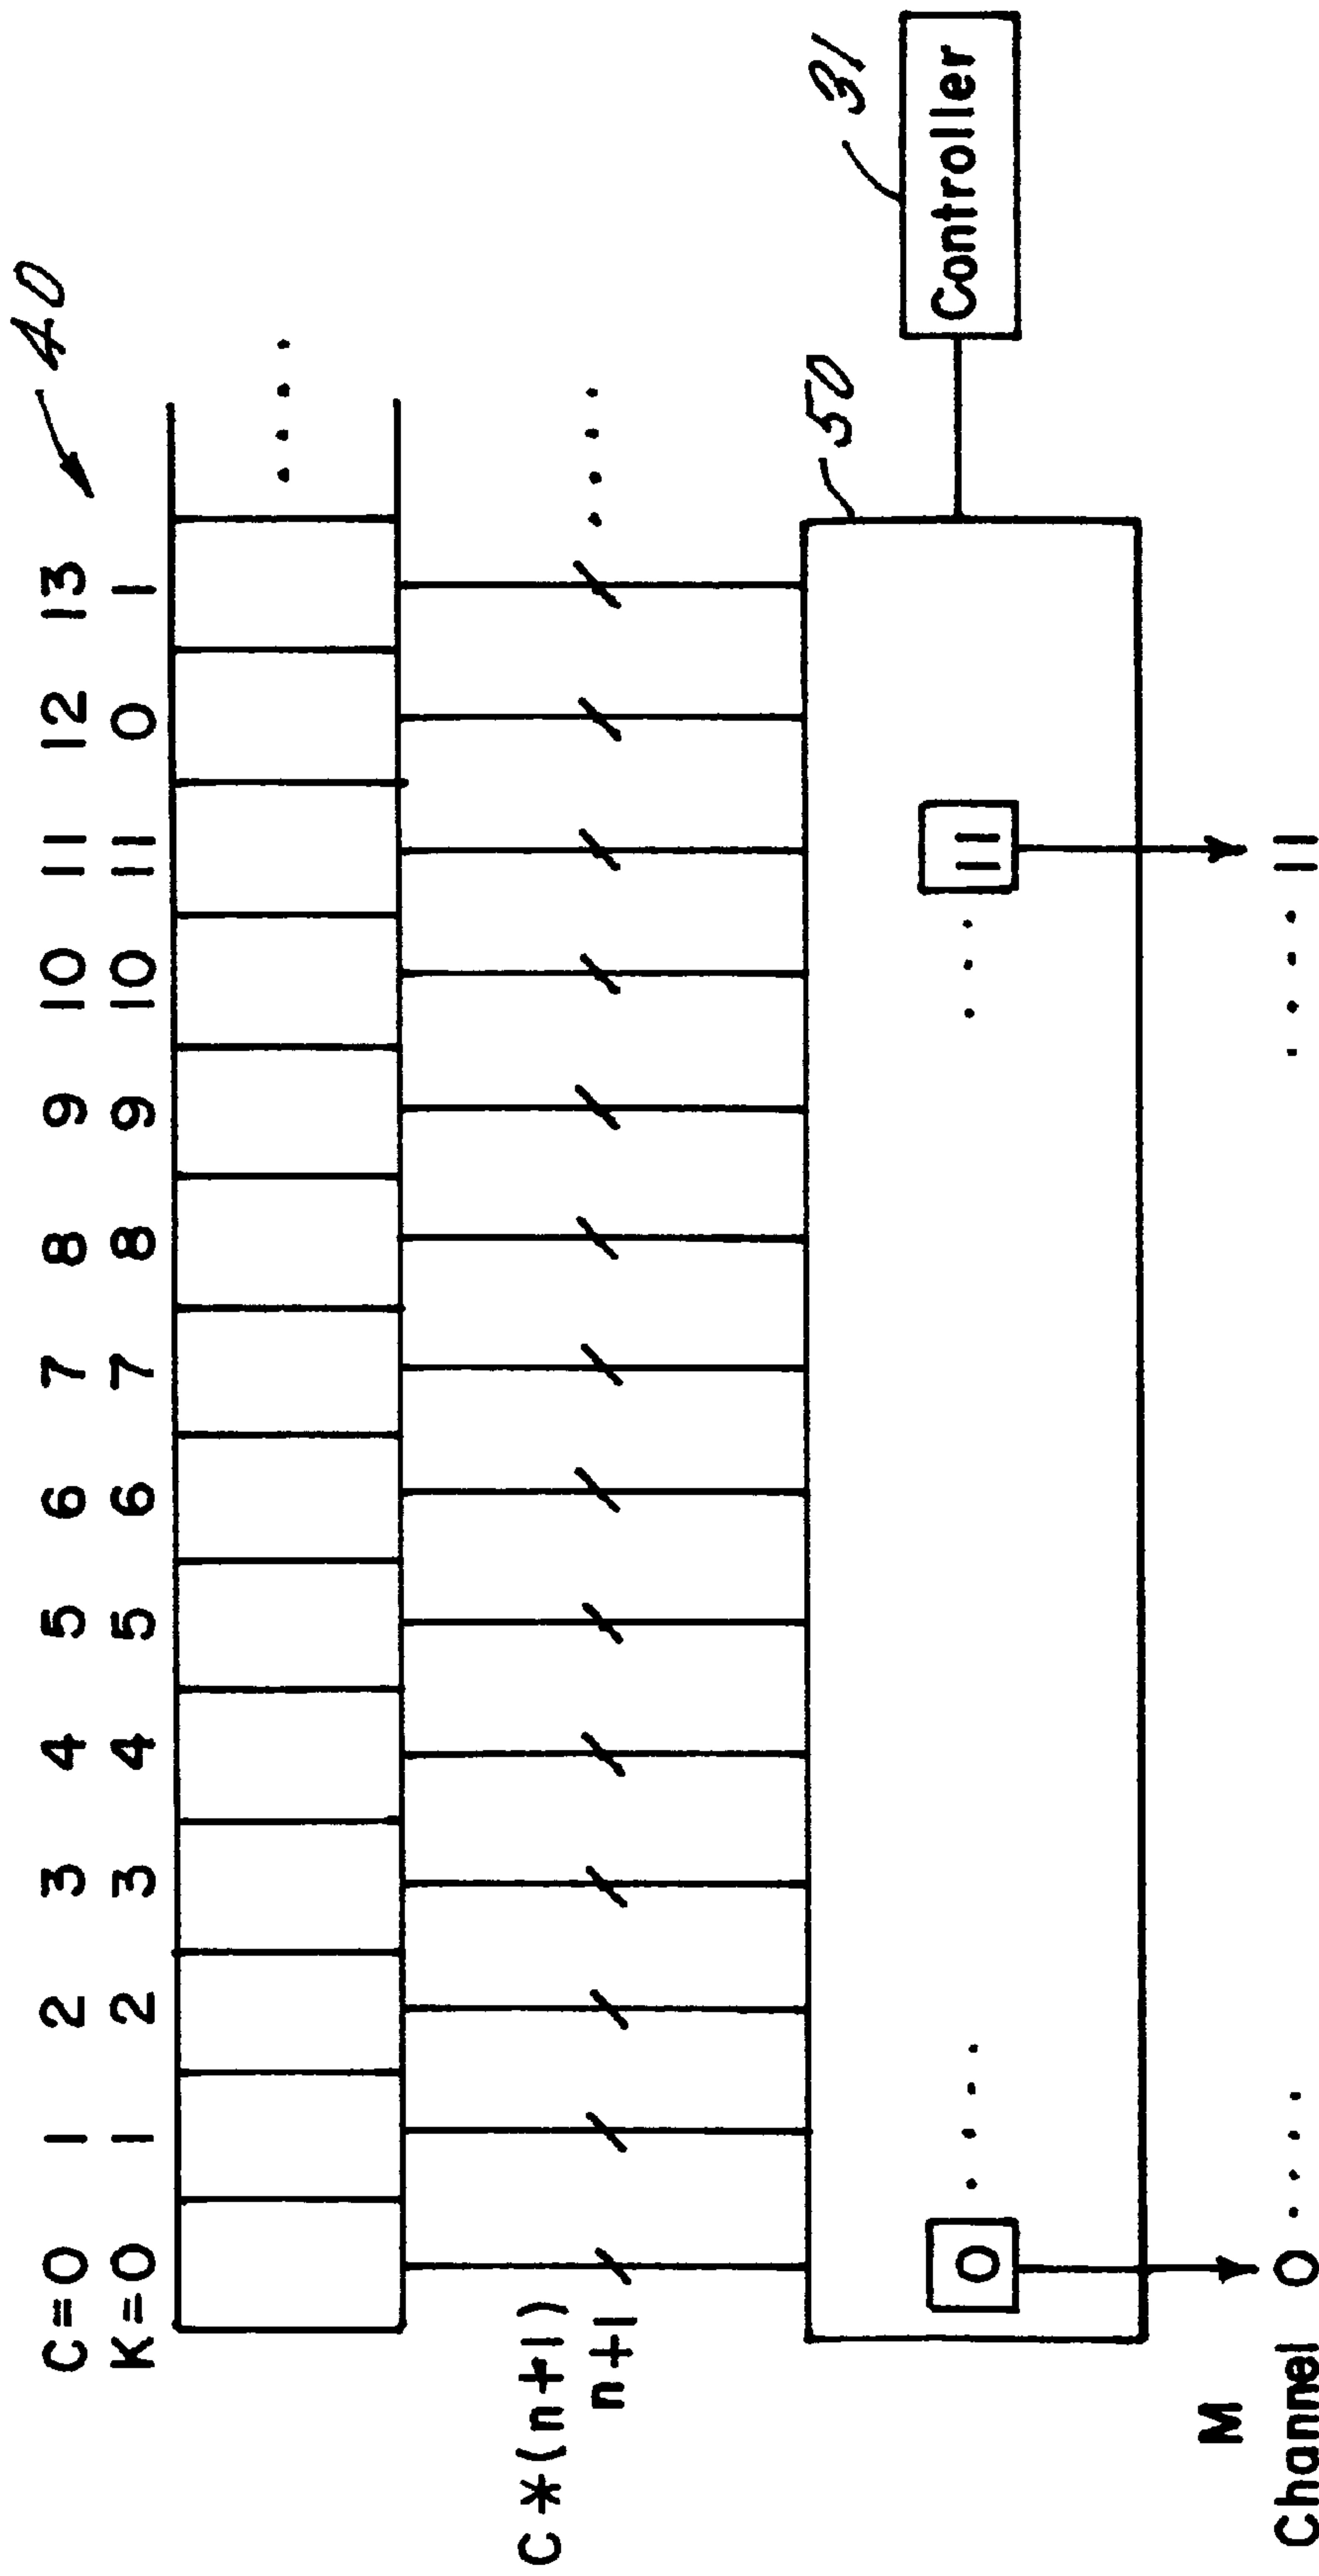 40
C=0 1 2 3 4 5 6 7 8 9 10 11 12 13
K=0 1 2 3 4 5 6 7 8 9 10 11 0 1
....
C*(n+1)
n+1
....
50
31
0 .... ... 11
Controller
M
Channel 0 .... .... 11